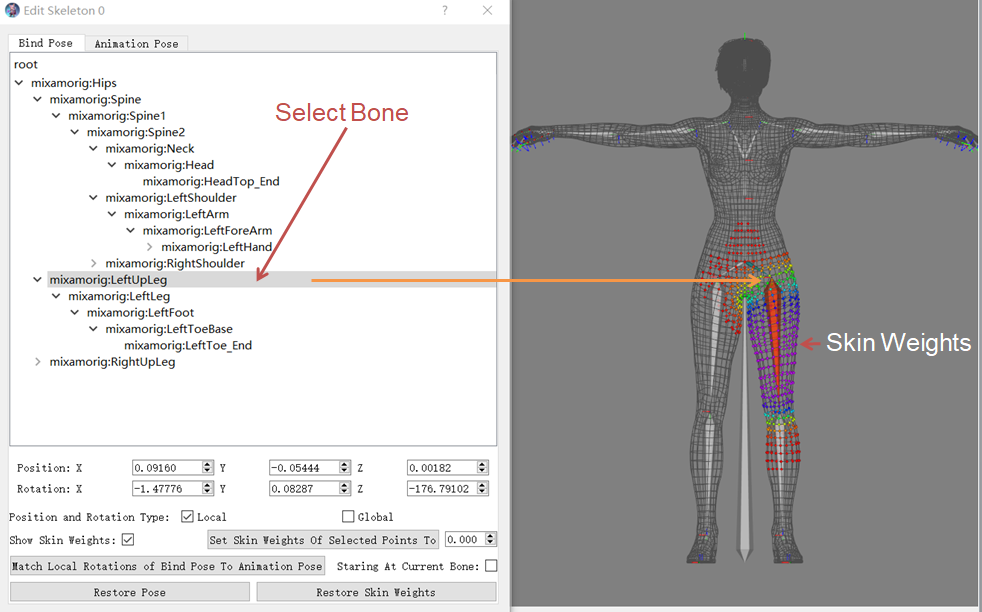 Edit Skeleton 0
?
Bind Pose Animation Pose
root
mixamorig:Hips
mixamorig:Spine
mixamorig:Spine1
mixamorig:Spine2
mixamorig:Neck
mixamorig:Head
mixamorig:HeadTop_End
mixamorig:LeftShoulder
mixamorig:LeftArm
mixamorig:LeftForeArm
mixamorig:LeftHand
mixamorig:RightShoulder
mixamorig:LeftUpLeg
mixamorig:LeftLeg
mixamorig:LeftFoot
mixamorig:LeftToeBase
mixamorig:LeftToe_End
mixamorig:RightUpLeg
Select Bone
Skin Weights
Position: X 0.09160 Y -0.05444 Z 0.00182
Rotation: X -1.47776 Y 0.08287 Z -176.79102
Position and Rotation Type: Local Global
Show Skin Weights: Set Skin Weights Of Selected Points To 0.000
Match Local Rotations of Bind Pose To Animation Pose Staring At Current Bone:
Restore Pose Restore Skin Weights